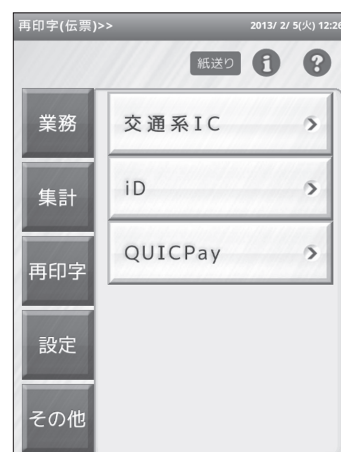 再印字(伝票)>> 2013/ 2/ 5(火) 12:26
紙送り i ?
業務
集計
再印字
設定
その他
交通系IC
iD
QUICPay